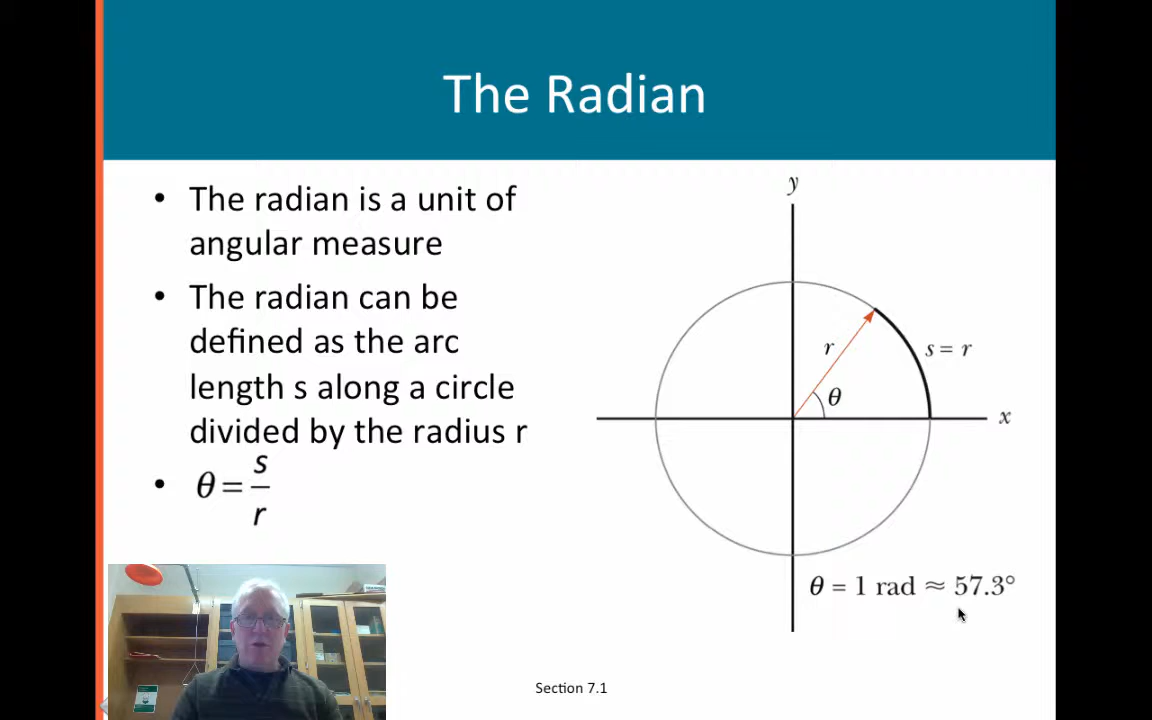 The Radian
• The radian is a unit of
angular measure
• The radian can be
defined as the arc
length s along a circle
divided by the radius r
• θ = s/r
y
r
s = r
θ
x
θ = 1 rad ≈ 57.3°
Section 7.1